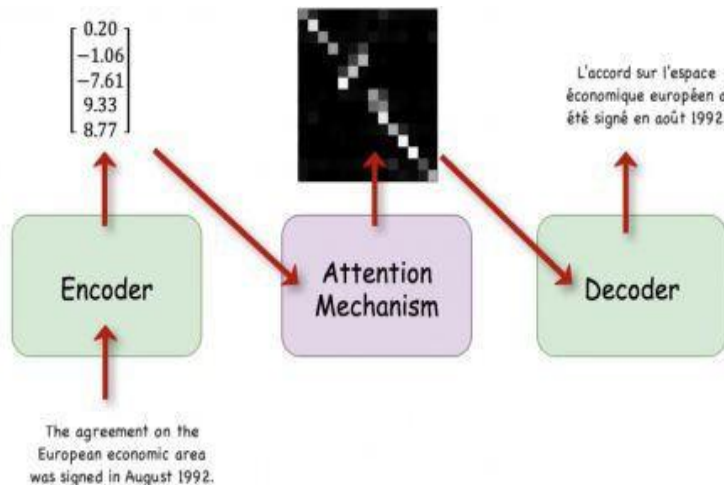 0.20
−1.06
−7.61
9.33
8.77
L'accord sur l'espace
économique européen a
été signé en août 1992
Encoder
Attention
Mechanism
Decoder
The agreement on the
European economic area
was signed in August 1992.